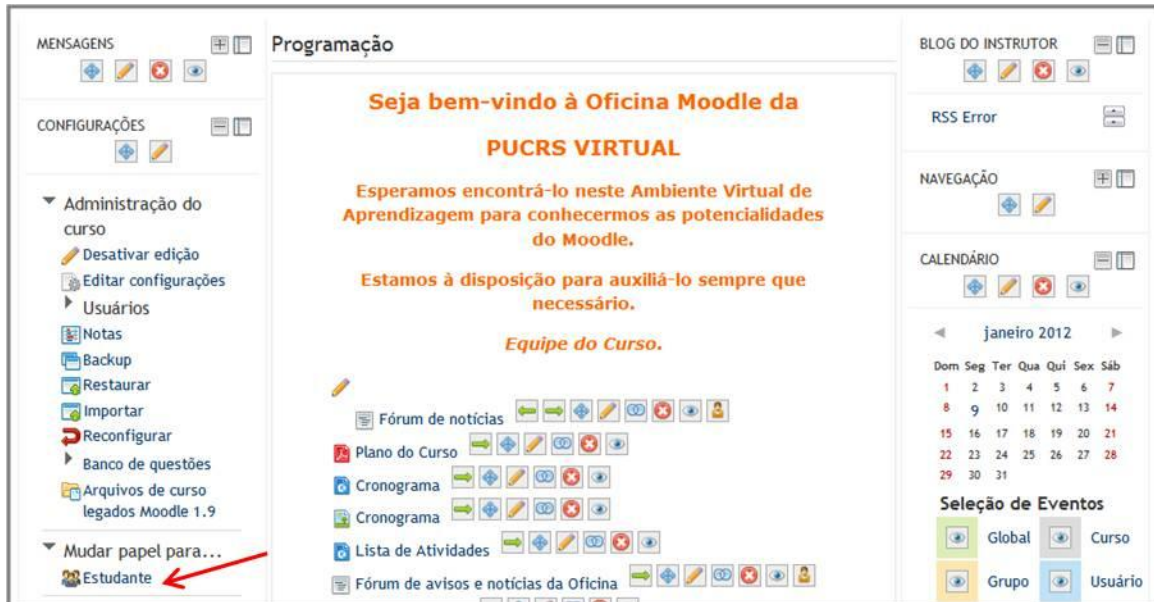 MENSAGENS
CONFIGURAÇÕES
Administração do
curso
Desativar edição
Editar configurações
Usuários
Notas
Backup
Restaurar
Importar
Reconfigurar
Banco de questões
Arquivos de curso
legados Moodle 1.9
Mudar papel para...
Estudante
Programação
Seja bem-vindo à Oficina Moodle da
PUCRS VIRTUAL
Esperamos encontrá-lo neste Ambiente Virtual de
Aprendizagem para conhecermos as potencialidades
do Moodle.
Estamos à disposição para auxiliá-lo sempre que
necessário.
Equipe do Curso.
Fórum de notícias
Plano do Curso
Cronograma
Cronograma
Lista de Atividades
Fórum de avisos e notícias da Oficina
BLOG DO INSTRUTOR
RSS Error
NAVEGAÇÃO
CALENDÁRIO
janeiro 2012
Dom Seg Ter Qua Qui Sex Sáb
1 2 3 4 5 6 7
8 9 10 11 12 13 14
15 16 17 18 19 20 21
22 23 24 25 26 27 28
29 30 31
Seleção de Eventos
Global Curso
Grupo Usuário